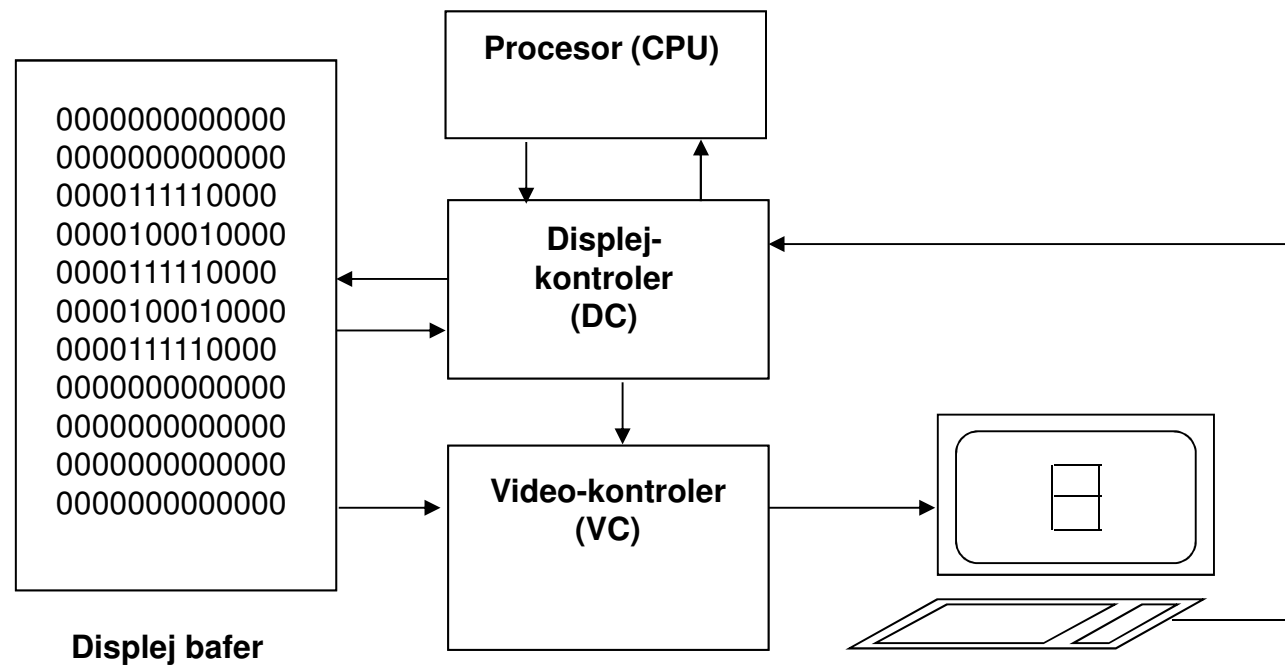 Procesor (CPU)
0000000000000
0000000000000
0000111110000
0000100010000
0000111110000
0000100010000
0000111110000
0000000000000
0000000000000
0000000000000
0000000000000
Displej bafer
Displej-
kontroler
(DC)
Video-kontroler
(VC)